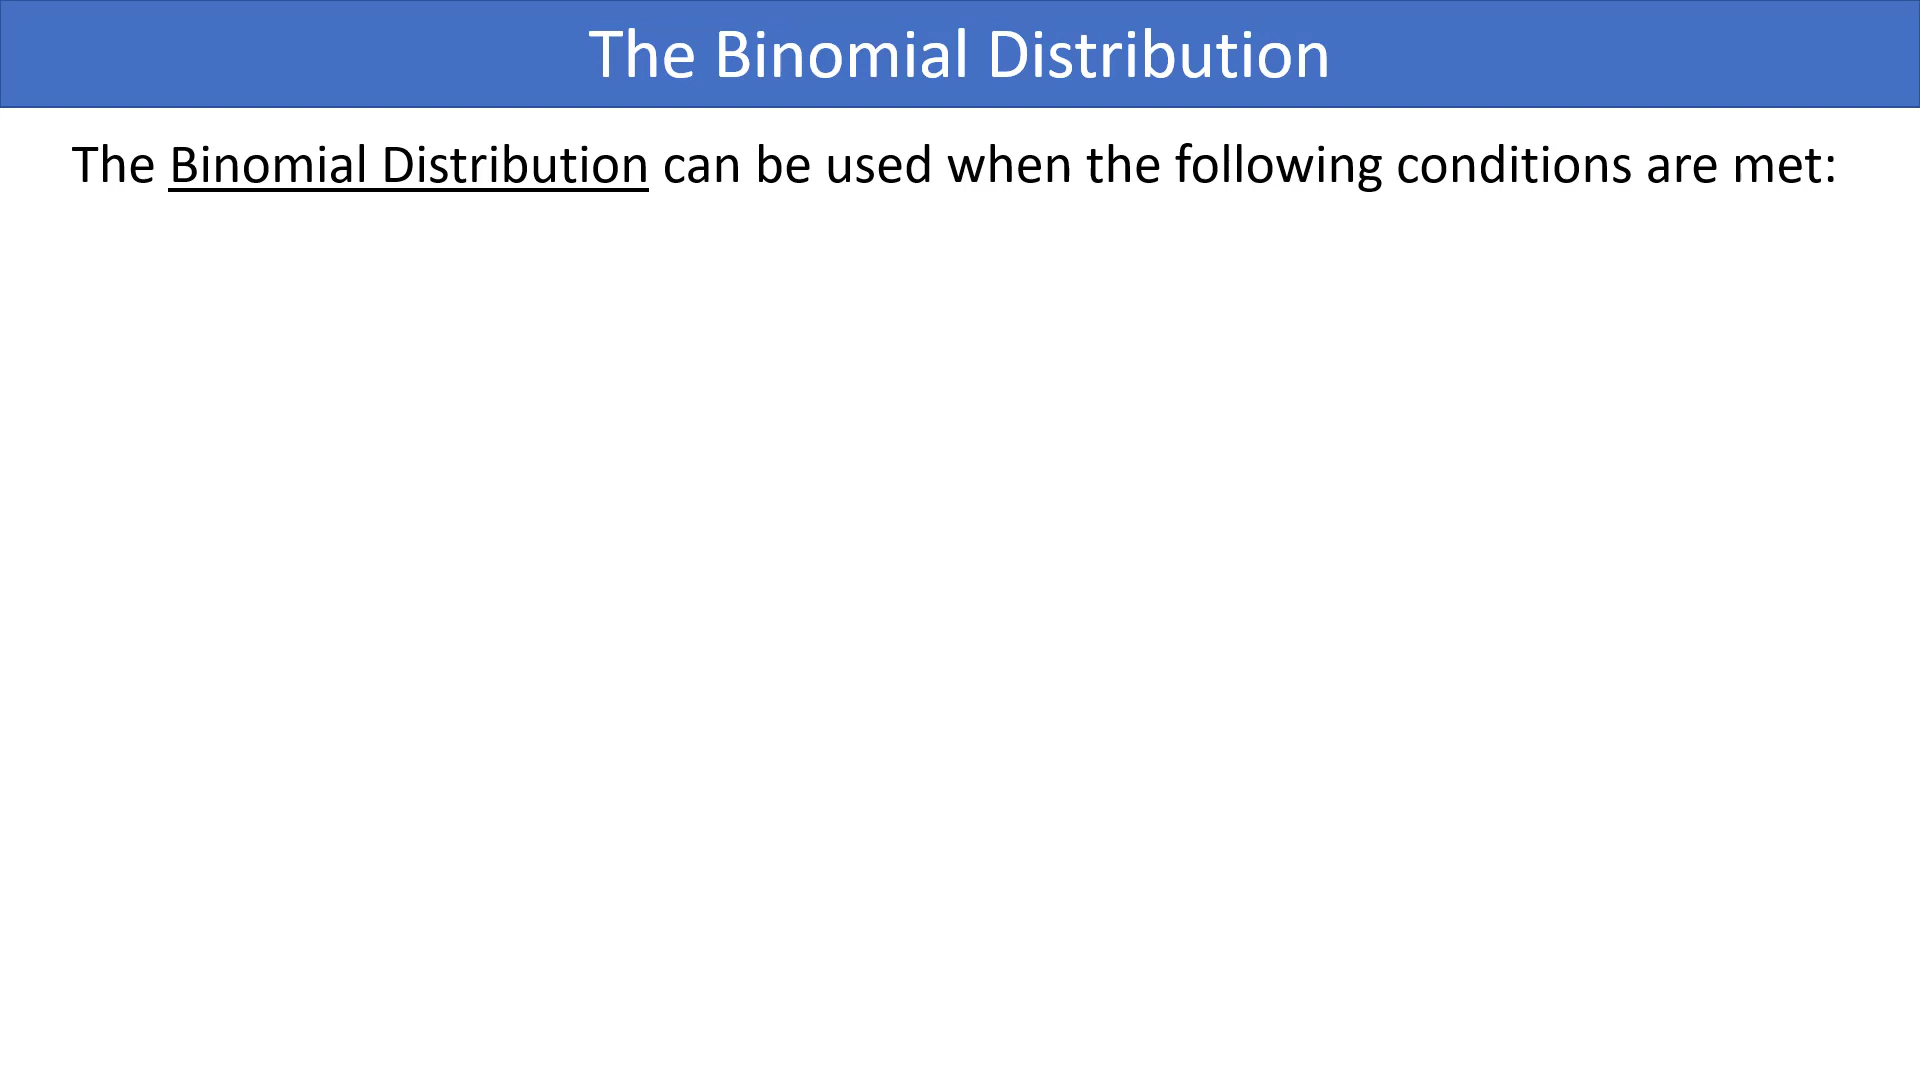 The Binomial Distribution
The Binomial Distribution can be used when the following conditions are met: